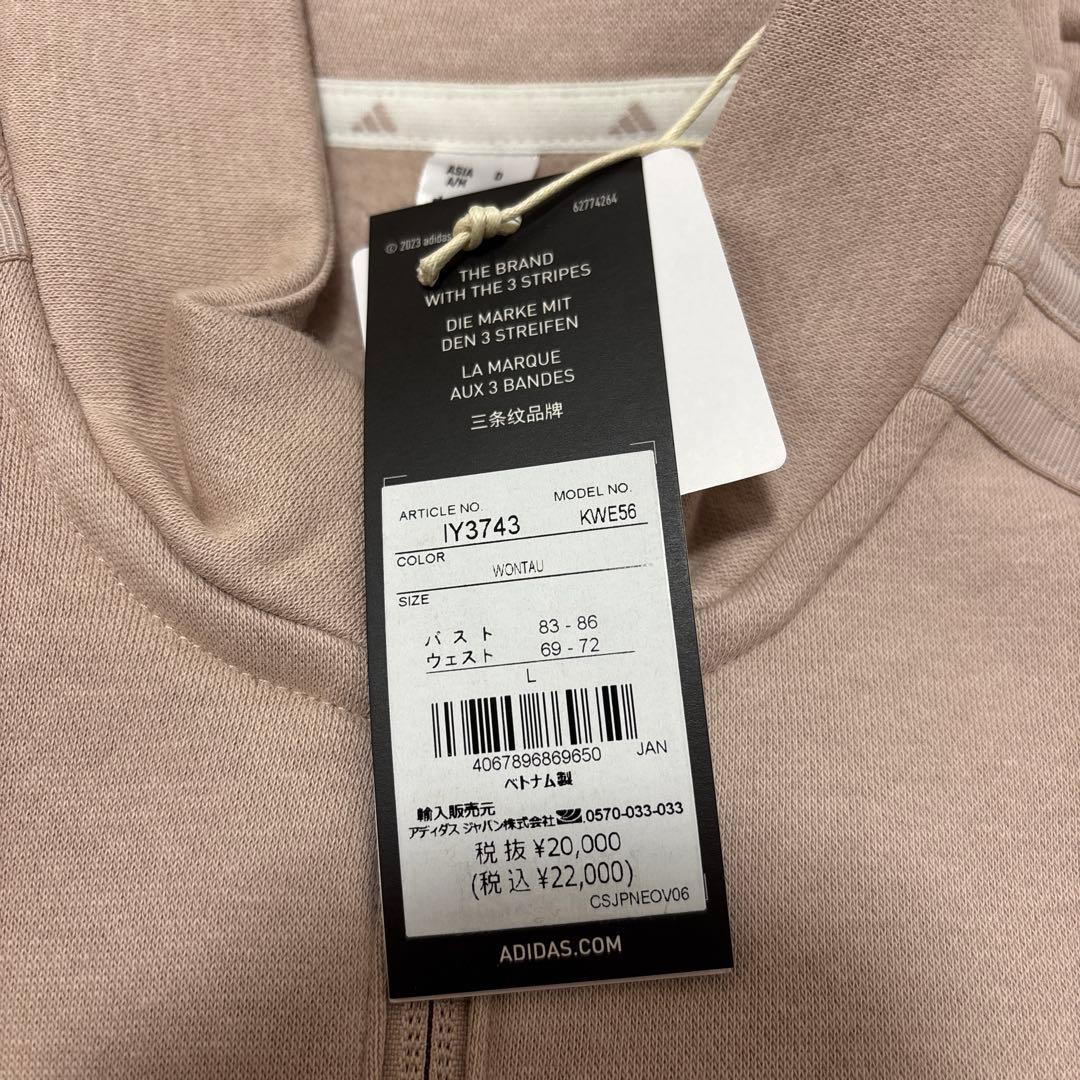 ASIA D
A/M
© 2023 adidas
62774264
THE BRAND
WITH THE 3 STRIPES
DIE MARKE MIT
DEN 3 STREIFEN
LA MARQUE
AUX 3 BANDES
三条纹品牌
ARTICLE NO. MODEL NO.
IY3743 KWE56
COLOR
WONTAU
SIZE
バスト 83 - 86
ウェスト 69 - 72
L
4067896869650 JAN
ベトナム製
輸入販売元
アディダス ジャパン株式会社 0570-033-033
税抜 ¥20,000
(税込 ¥22,000)
CSJPNEOV06
ADIDAS.COM